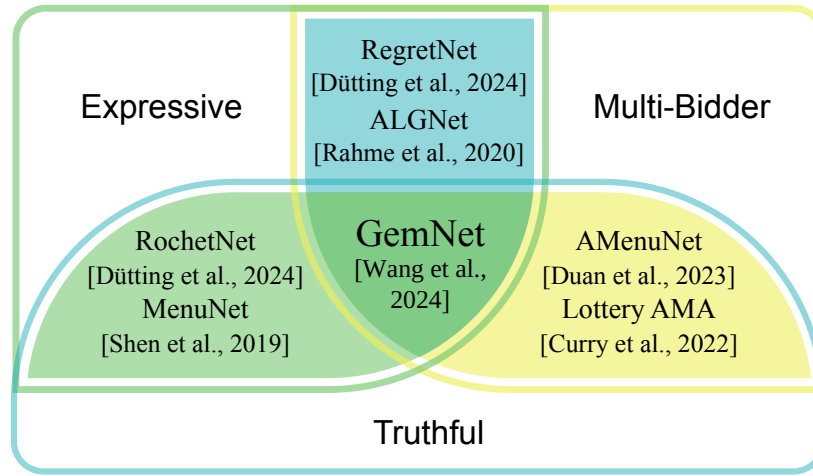 RegretNet
[Dütting et al., 2024]
ALGNet
[Rahme et al., 2020]
Expressive
Multi-Bidder
RochetNet
[Dütting et al., 2024]
MenuNet
[Shen et al., 2019]
GemNet
[Wang et al.,
2024]
AMenuNet
[Duan et al., 2023]
Lottery AMA
[Curry et al., 2022]
Truthful